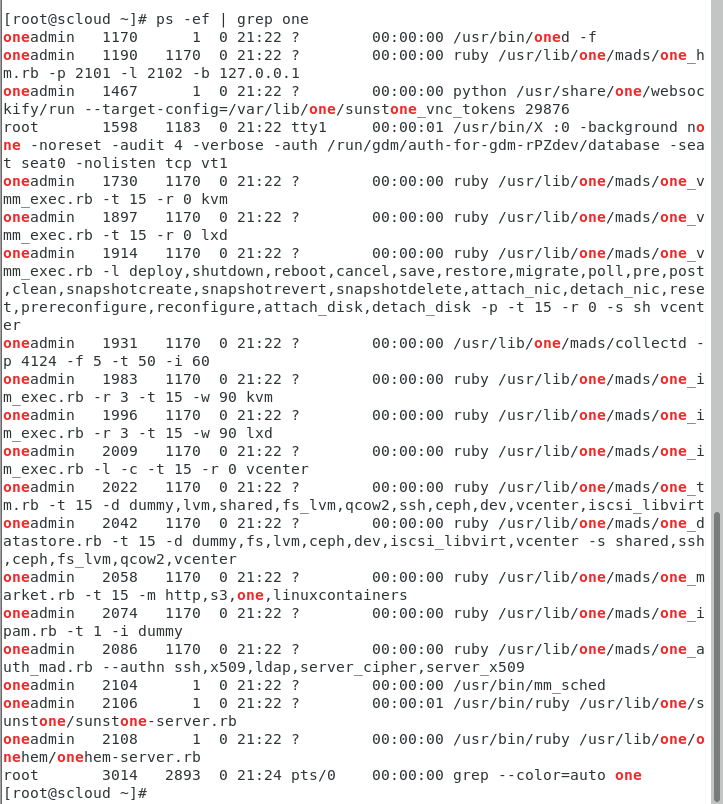 [root@scloud ~]# ps -ef | grep one
oneadmin   1170      1  0 21:22 ?        00:00:00 /usr/bin/oned -f
oneadmin   1190   1170  0 21:22 ?        00:00:00 ruby /usr/lib/one/mads/one_h
m.rb -p 2101 -l 2102 -b 127.0.0.1
oneadmin   1467      1  0 21:22 ?        00:00:00 python /usr/share/one/websoc
kify/run --target-config=/var/lib/one/sunstone_vnc_tokens 29876
root       1598   1183  0 21:22 tty1     00:00:01 /usr/bin/X :0 -background no
ne -noreset -audit 4 -verbose -auth /run/gdm/auth-for-gdm-rPZdev/database -sea
t seat0 -nolisten tcp vt1
oneadmin   1730   1170  0 21:22 ?        00:00:00 ruby /usr/lib/one/mads/one_v
mm_exec.rb -t 15 -r 0 kvm
oneadmin   1897   1170  0 21:22 ?        00:00:00 ruby /usr/lib/one/mads/one_v
mm_exec.rb -t 15 -r 0 lxd
oneadmin   1914   1170  0 21:22 ?        00:00:00 ruby /usr/lib/one/mads/one_v
mm_exec.rb -l deploy,shutdown,reboot,cancel,save,restore,migrate,poll,pre,post
,clean,snapshotcreate,snapshotrevert,snapshotdelete,attach_nic,detach_nic,rese
t,prereconfigure,reconfigure,attach_disk,detach_disk -p -t 15 -r 0 -s sh vcent
er
oneadmin   1931   1170  0 21:22 ?        00:00:00 /usr/lib/one/mads/collectd -
p 4124 -f 5 -t 50 -i 60
oneadmin   1983   1170  0 21:22 ?        00:00:00 ruby /usr/lib/one/mads/one_i
m_exec.rb -r 3 -t 15 -w 90 kvm
oneadmin   1996   1170  0 21:22 ?        00:00:00 ruby /usr/lib/one/mads/one_i
m_exec.rb -r 3 -t 15 -w 90 lxd
oneadmin   2009   1170  0 21:22 ?        00:00:00 ruby /usr/lib/one/mads/one_i
m_exec.rb -l -c -t 15 -r 0 vcenter
oneadmin   2022   1170  0 21:22 ?        00:00:00 ruby /usr/lib/one/mads/one_t
m.rb -t 15 -d dummy,lvm,shared,fs_lvm,qcow2,ssh,ceph,dev,vcenter,iscsi_libvirt
oneadmin   2042   1170  0 21:22 ?        00:00:00 ruby /usr/lib/one/mads/one_d
atastore.rb -t 15 -d dummy,fs,lvm,ceph,dev,iscsi_libvirt,vcenter -s shared,ssh
,ceph,fs_lvm,qcow2,vcenter
oneadmin   2058   1170  0 21:22 ?        00:00:00 ruby /usr/lib/one/mads/one_m
arket.rb -t 15 -m http,s3,one,linuxcontainers
oneadmin   2074   1170  0 21:22 ?        00:00:00 ruby /usr/lib/one/mads/one_i
pam.rb -t 1 -i dummy
oneadmin   2086   1170  0 21:22 ?        00:00:00 ruby /usr/lib/one/mads/one_a
uth_mad.rb --authn ssh,x509,ldap,server_cipher,server_x509
oneadmin   2104      1  0 21:22 ?        00:00:00 /usr/bin/mm_sched
oneadmin   2106      1  0 21:22 ?        00:00:01 /usr/bin/ruby /usr/lib/one/s
unstone/sunstone-server.rb
oneadmin   2108      1  0 21:22 ?        00:00:00 /usr/bin/ruby /usr/lib/one/o
nehem/onehem-server.rb
root       3014   2893  0 21:24 pts/0    00:00:00 grep --color=auto one
[root@scloud ~]#